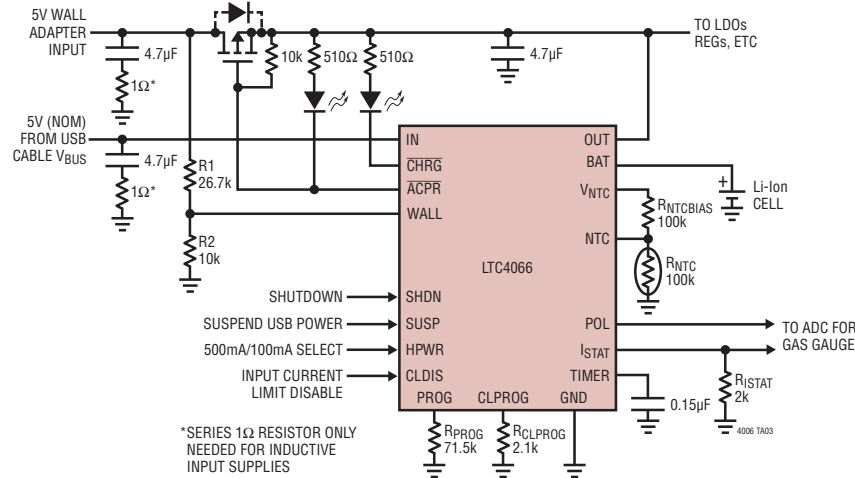 5V WALL
ADAPTER
INPUT
4.7µF
1Ω*
10k
510Ω
510Ω
4.7µF
TO LDOs
REGs, ETC
5V (NOM)
FROM USB
CABLE VBUS
4.7µF
1Ω*
R1
26.7k
R2
10k
IN
CHRG
ACPR
WALL
SHDN
SUSP
HPWR
CLDIS
PROG
CLPROG
GND
OUT
BAT
VNTC
NTC
POL
ISTAT
TIMER
LTC4066
Li-Ion
CELL
+
RNTCBIAS
100k
RNTC
100k
SHUTDOWN
SUSPEND USB POWER
500mA/100mA SELECT
INPUT CURRENT
LIMIT DISABLE
TO ADC FOR
GAS GAUGE
RISTAT
2k
0.15µF
4006 TA03
RPROG
71.5k
RCLPROG
2.1k
*SERIES 1Ω RESISTOR ONLY
NEEDED FOR INDUCTIVE
INPUT SUPPLIES